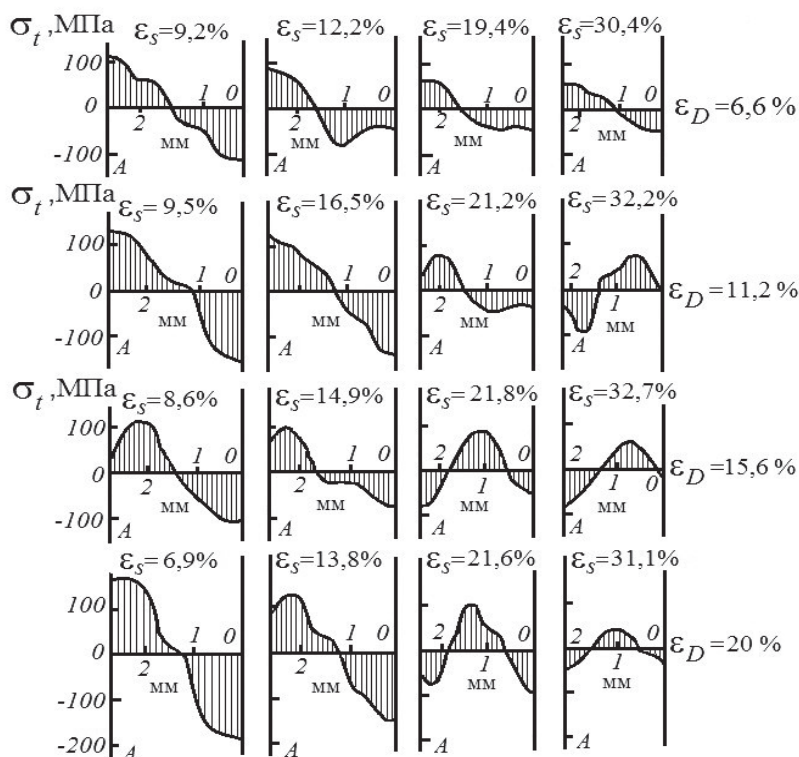 σt ,МПа εs=9,2% εs=12,2% εs=19,4% εs=30,4%
100 1 0 1 0 1 0 1 0
0 2 2 2 2 εD =6,6 %
мм мм мм мм
-100 А А А А
σt ,МПа εs= 9,5% εs=16,5% εs=21,2% εs=32,2%
100 1 0 1 0 2 1 0 2 0
0 2 2 1 εD =11,2 %
мм мм мм мм
-100 А А А А
σt ,МПа εs= 8,6% εs=14,9% εs=21,8% εs=32,7%
100 1 0 1 0 2 0 2 0
0 2 2 1 1 εD =15,6 %
мм мм мм мм
-100 А А А А
εs= 6,9% εs=13,8% εs=21,6% εs=31,1%
100 1 0 1 0 2 0 2 0
0 2 2 1 1 εD =20 %
мм мм мм мм
-100
-200 А А А А